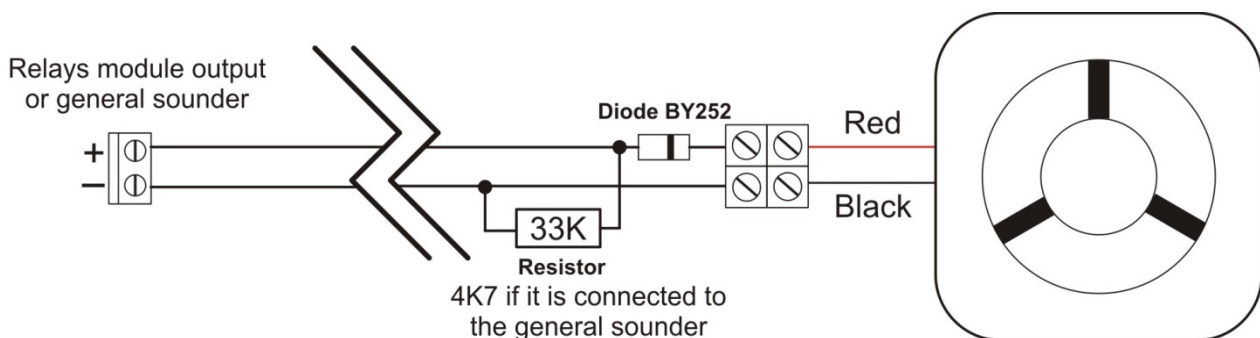 Relays module output
or general sounder
+
−
Diode BY252
Red
Black
33K
Resistor
4K7 if it is connected to
the general sounder